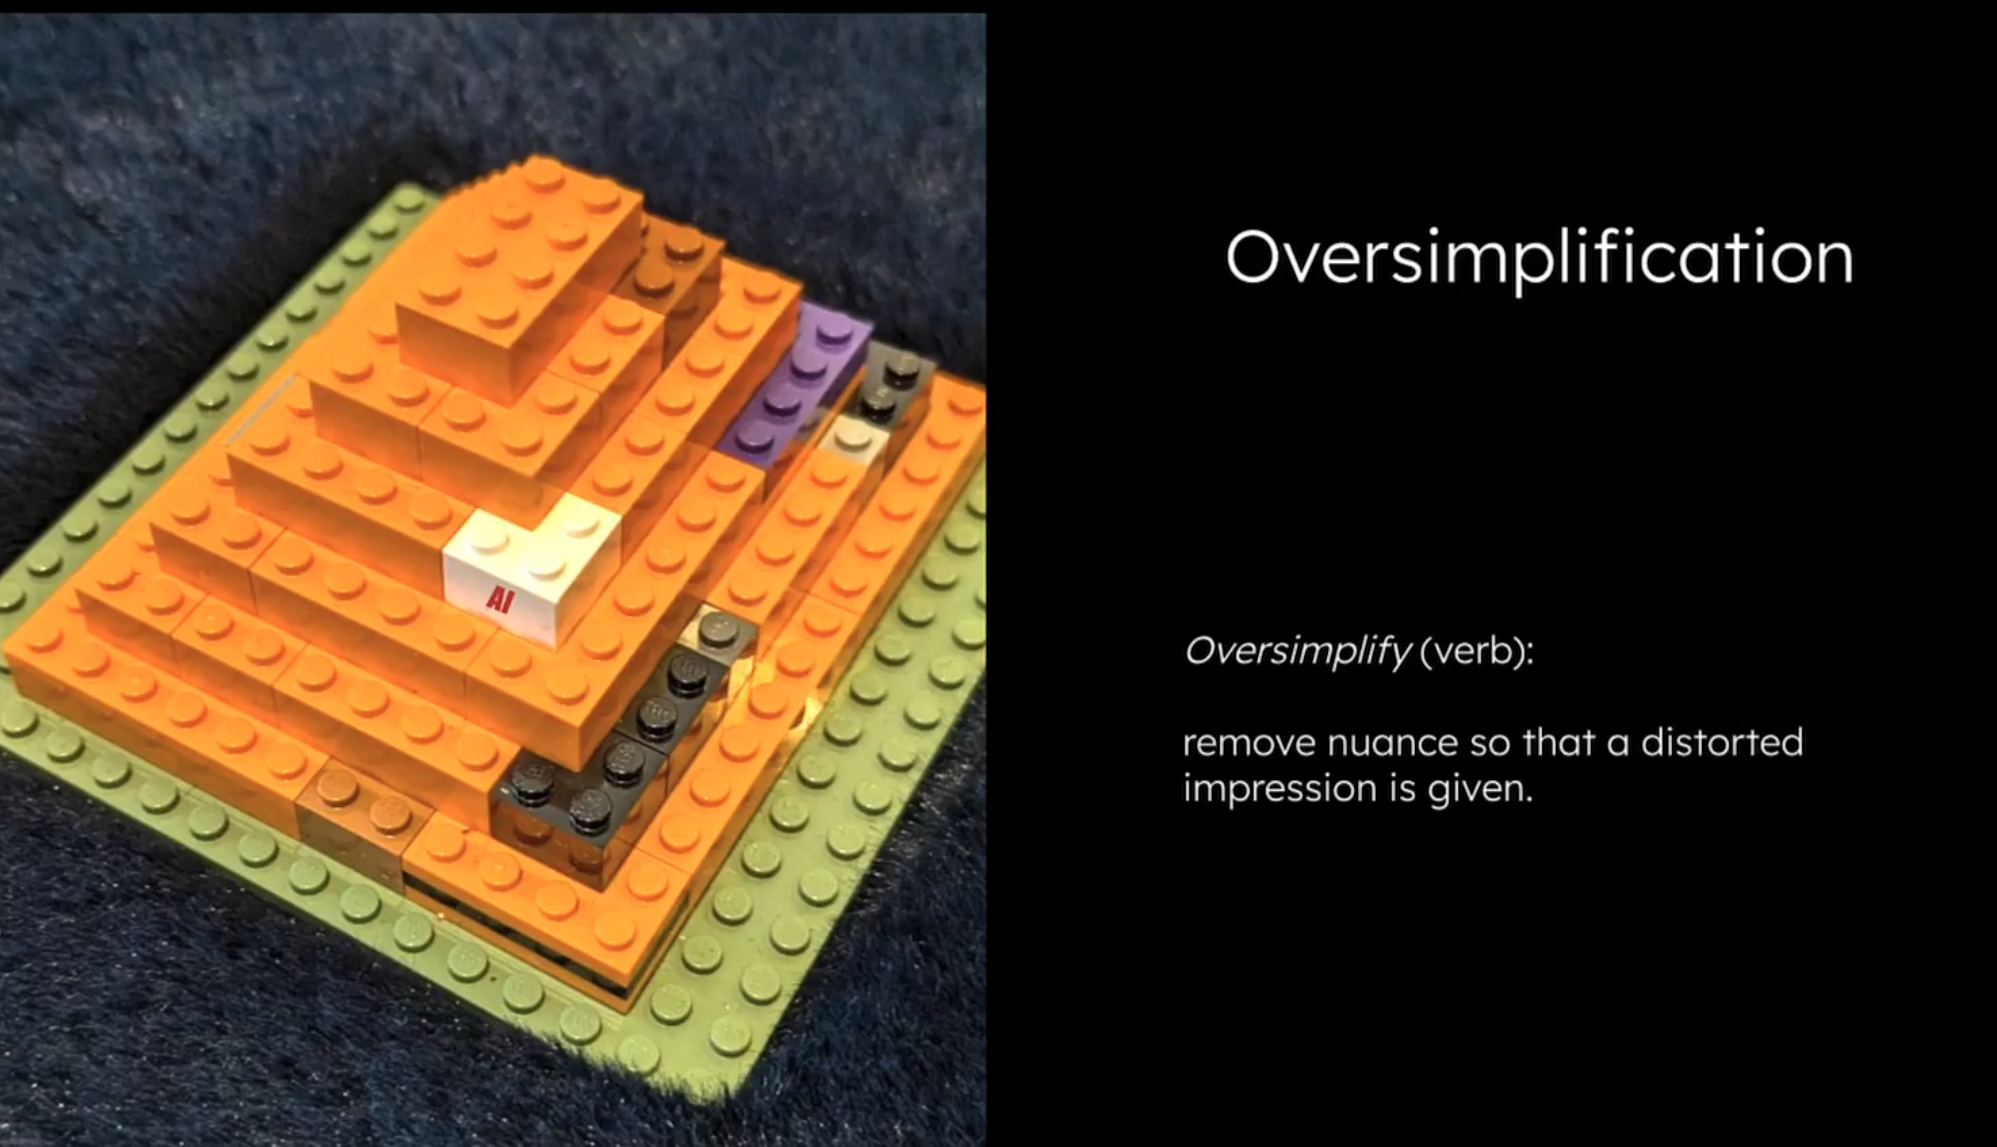 Oversimplification
AI
Oversimplify (verb):
remove nuance so that a distorted
impression is given.